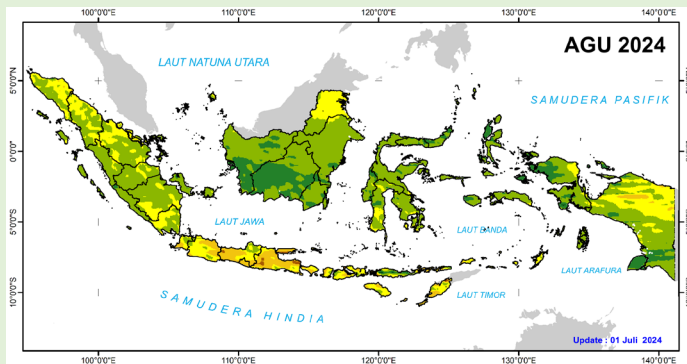 100°0'0"E 110°0'0"E 120°0'0"E 130°0'0"E 140°0'0"E
AGU 2024
LAUT NATUNA UTARA
5°0'0"N
SAMUDERA PASIFIK
0°0'0"
LAUT JAWA
LAUT BANDA
5°0'0"S
LAUT ARAFURA
10°0'0"S
SAMUDERA HINDIA
LAUT TIMOR
Update : 01 Juli 2024
100°0'0"E 110°0'0"E 120°0'0"E 130°0'0"E 140°0'0"E